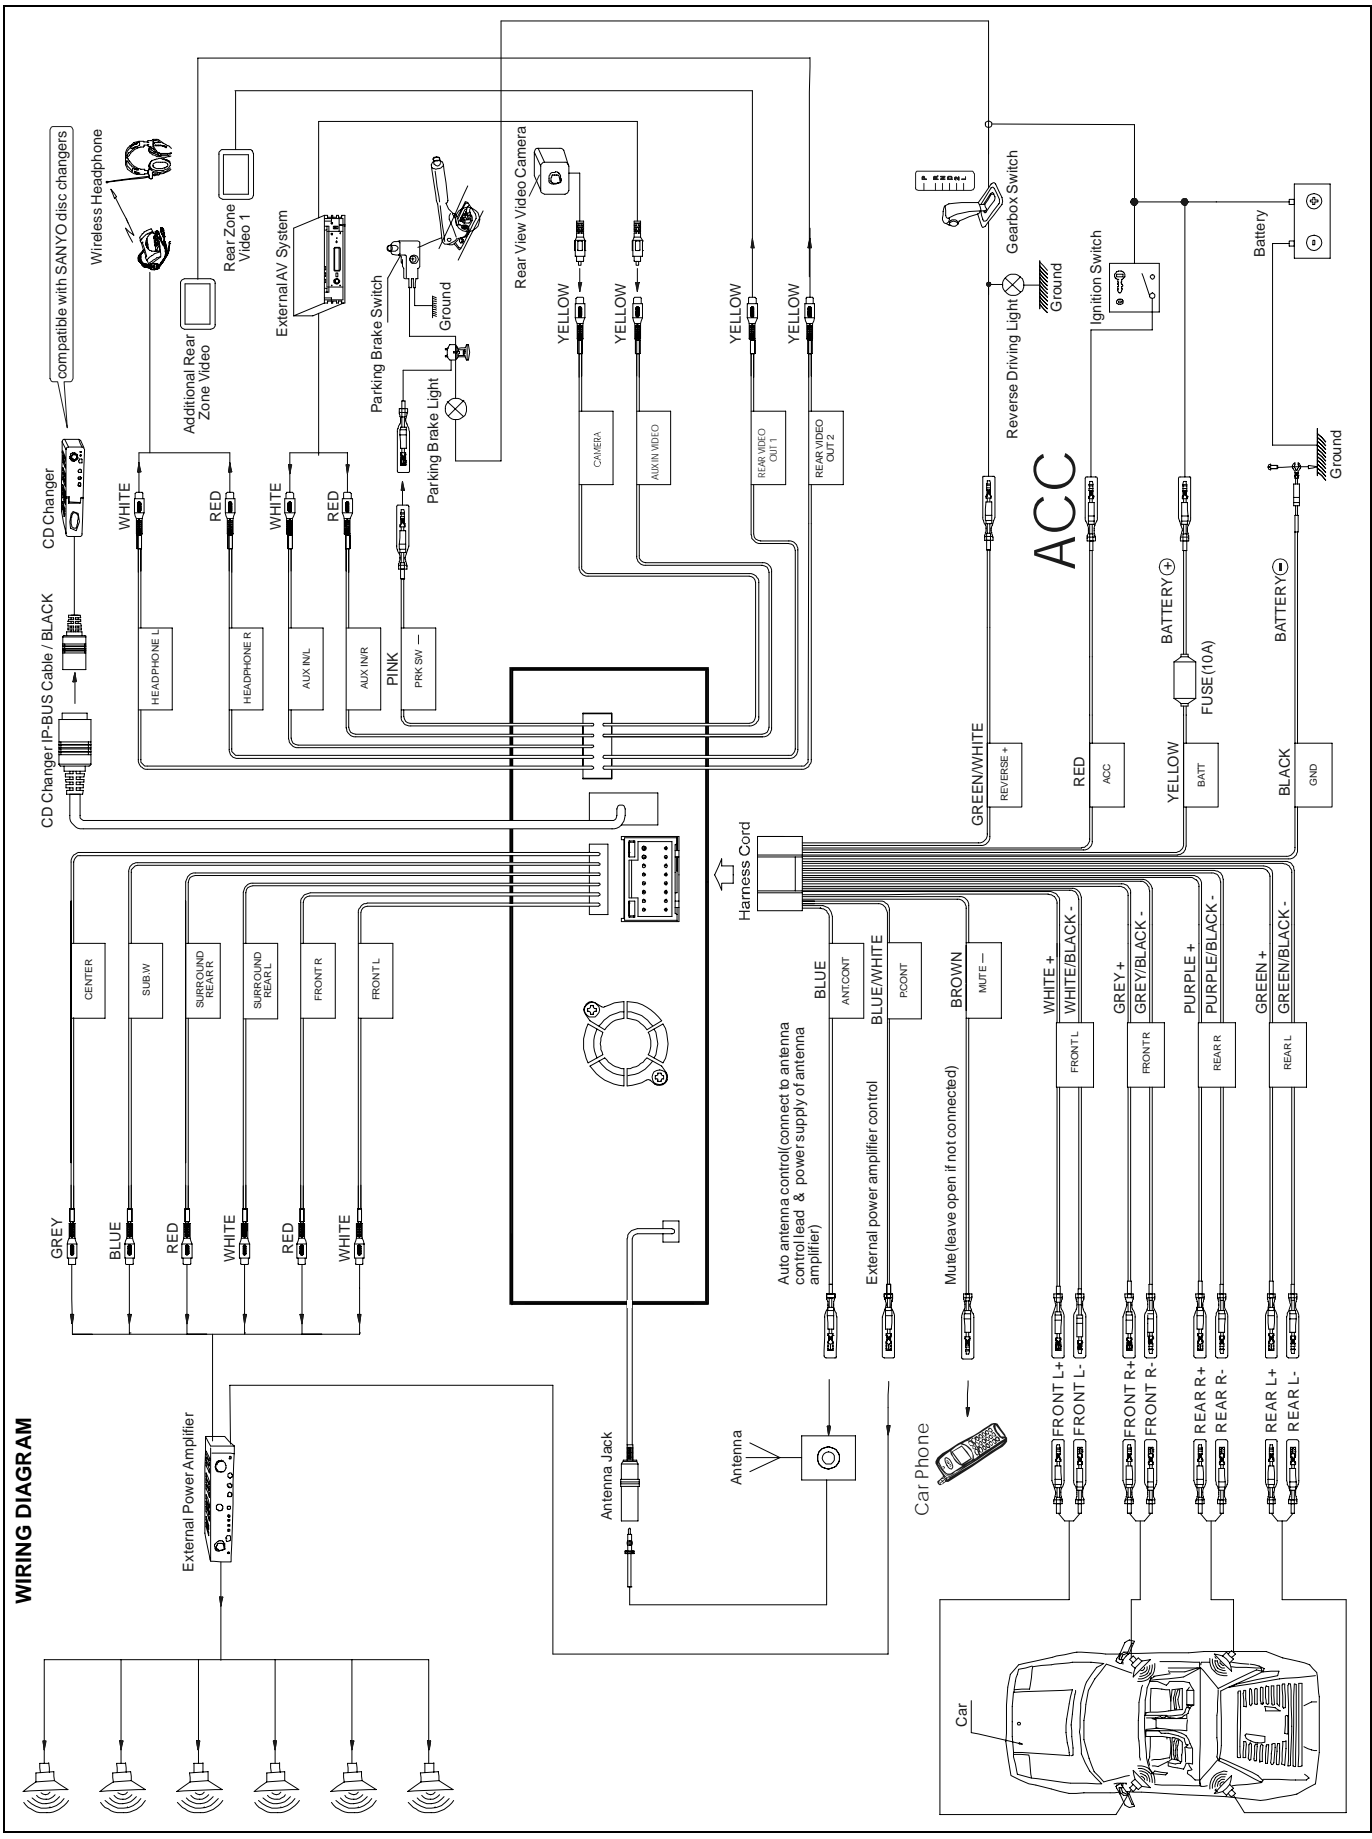 WIRING DIAGRAM
External Power Amplifier
GREY
BLUE
RED
WHITE
RED
WHITE
CENTER
SUB.W
SURROUND
REAR R
SURROUND
REAR L
FRONT R
FRONT L
CD Changer IP-BUS Cable / BLACK
CD Changer
compatible with SANYO disc changers
Wireless Headphone
Additional Rear
Zone Video
Rear Zone
Video 1
External AV System
WHITE
RED
WHITE
RED
PINK
HEADPHONE L
HEADPHONE R
AUX IN/L
AUX IN/R
PRK SW —
Parking Brake Switch
Parking Brake Light
Ground
Rear View Video Camera
YELLOW
YELLOW
YELLOW
YELLOW
CAMERA
AUX IN VIDEO
REAR VIDEO
OUT 1
REAR VIDEO
OUT 2
Antenna Jack
Antenna
Harness Cord
Auto antenna control(connect to antenna
control lead & power supply of antenna
amplifier)
BLUE
ANT.CONT
External power amplifier control
BLUE/WHITE
P.CONT
Mute(leave open if not connected)
BROWN
MUTE —
Car Phone
Car
FRONT L+
FRONT L-
FRONT R+
FRONT R-
REAR R+
REAR R-
REAR L+
REAR L-
FRONT L
FRONT R
REAR R
REAR L
WHITE +
WHITE/BLACK -
GREY +
GREY/BLACK -
PURPLE +
PURPLE/BLACK -
GREEN +
GREEN/BLACK -
GREEN/WHITE
REVERSE +
RED
ACC
YELLOW
BATT
BLACK
GND
ACC
BATTERY +
FUSE(10A)
BATTERY -
Reverse Driving Light
Ground
Gearbox Switch
P R N D 2 L
Ignition Switch
Battery
+
-
Ground